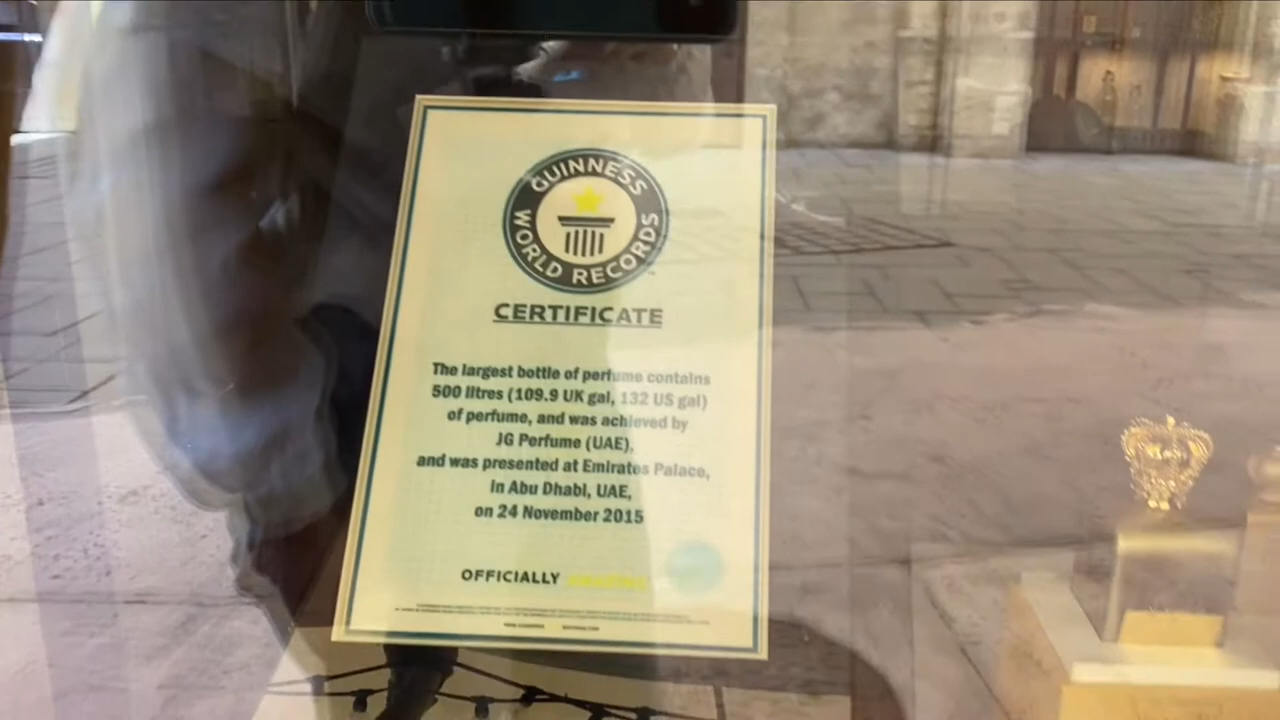 GUINNESS
WORLD RECORDS
CERTIFICATE
The largest bottle of perfume contains
500 litres (109.9 UK gal, 132 US gal)
of perfume, and was achieved by
JG Perfume (UAE),
and was presented at Emirates Palace,
in Abu Dhabi, UAE,
on 24 November 2015
OFFICIALLY